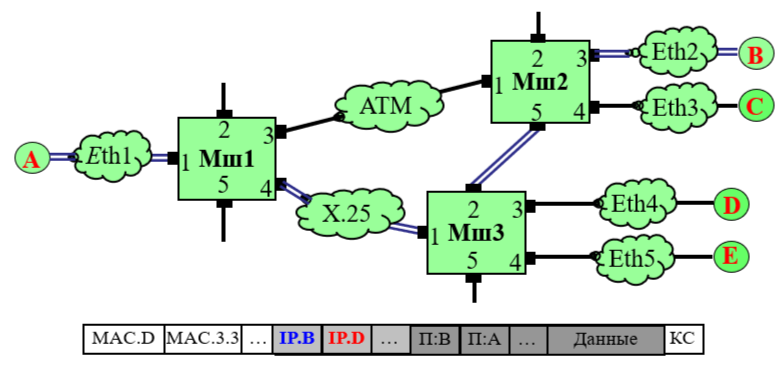 2
3
Eth2
B
1
Мш2
5
4
Eth3
C
ATM
A
Eth1
1
2
3
Мш1
5
4
X.25
1
2
3
Мш3
5
4
Eth4
D
Eth5
E
MAC.D MAC.3.3 ... IP.B IP.D ... П:B П:A ... Данные КС